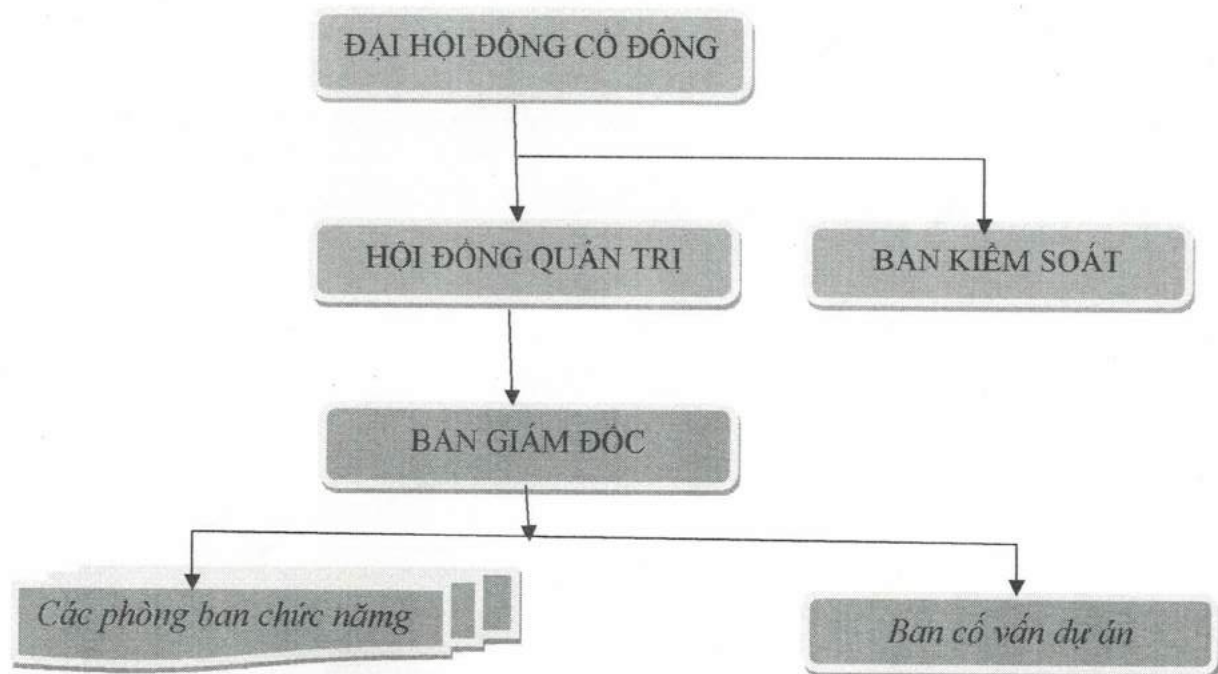 ĐẠI HỘI ĐỒNG CỔ ĐÔNG
HỘI ĐỒNG QUẢN TRỊ
BAN KIỂM SOÁT
BAN GIÁM ĐỐC
Các phòng ban chức nămg
Ban cố vấn dự án